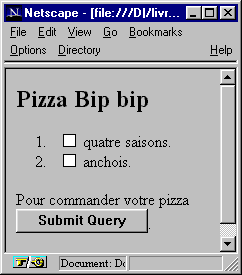 Netscape - [file:///D|/livr...
File Edit View Go Bookmarks
Options Directory Help
Pizza Bip bip
1. quatre saisons.
2. anchois.
Pour commander votre pizza
Submit Query.
Document: Do